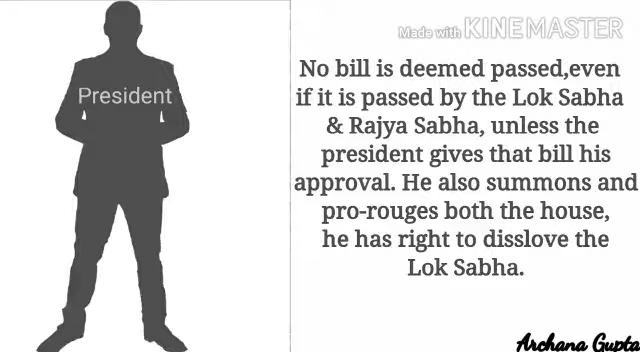 Made with KINEMASTER
President
No bill is deemed passed,even
if it is passed by the Lok Sabha
& Rajya Sabha, unless the
president gives that bill his
approval. He also summons and
pro-rouges both the house,
he has right to disslove the
Lok Sabha.
Archana Gupta